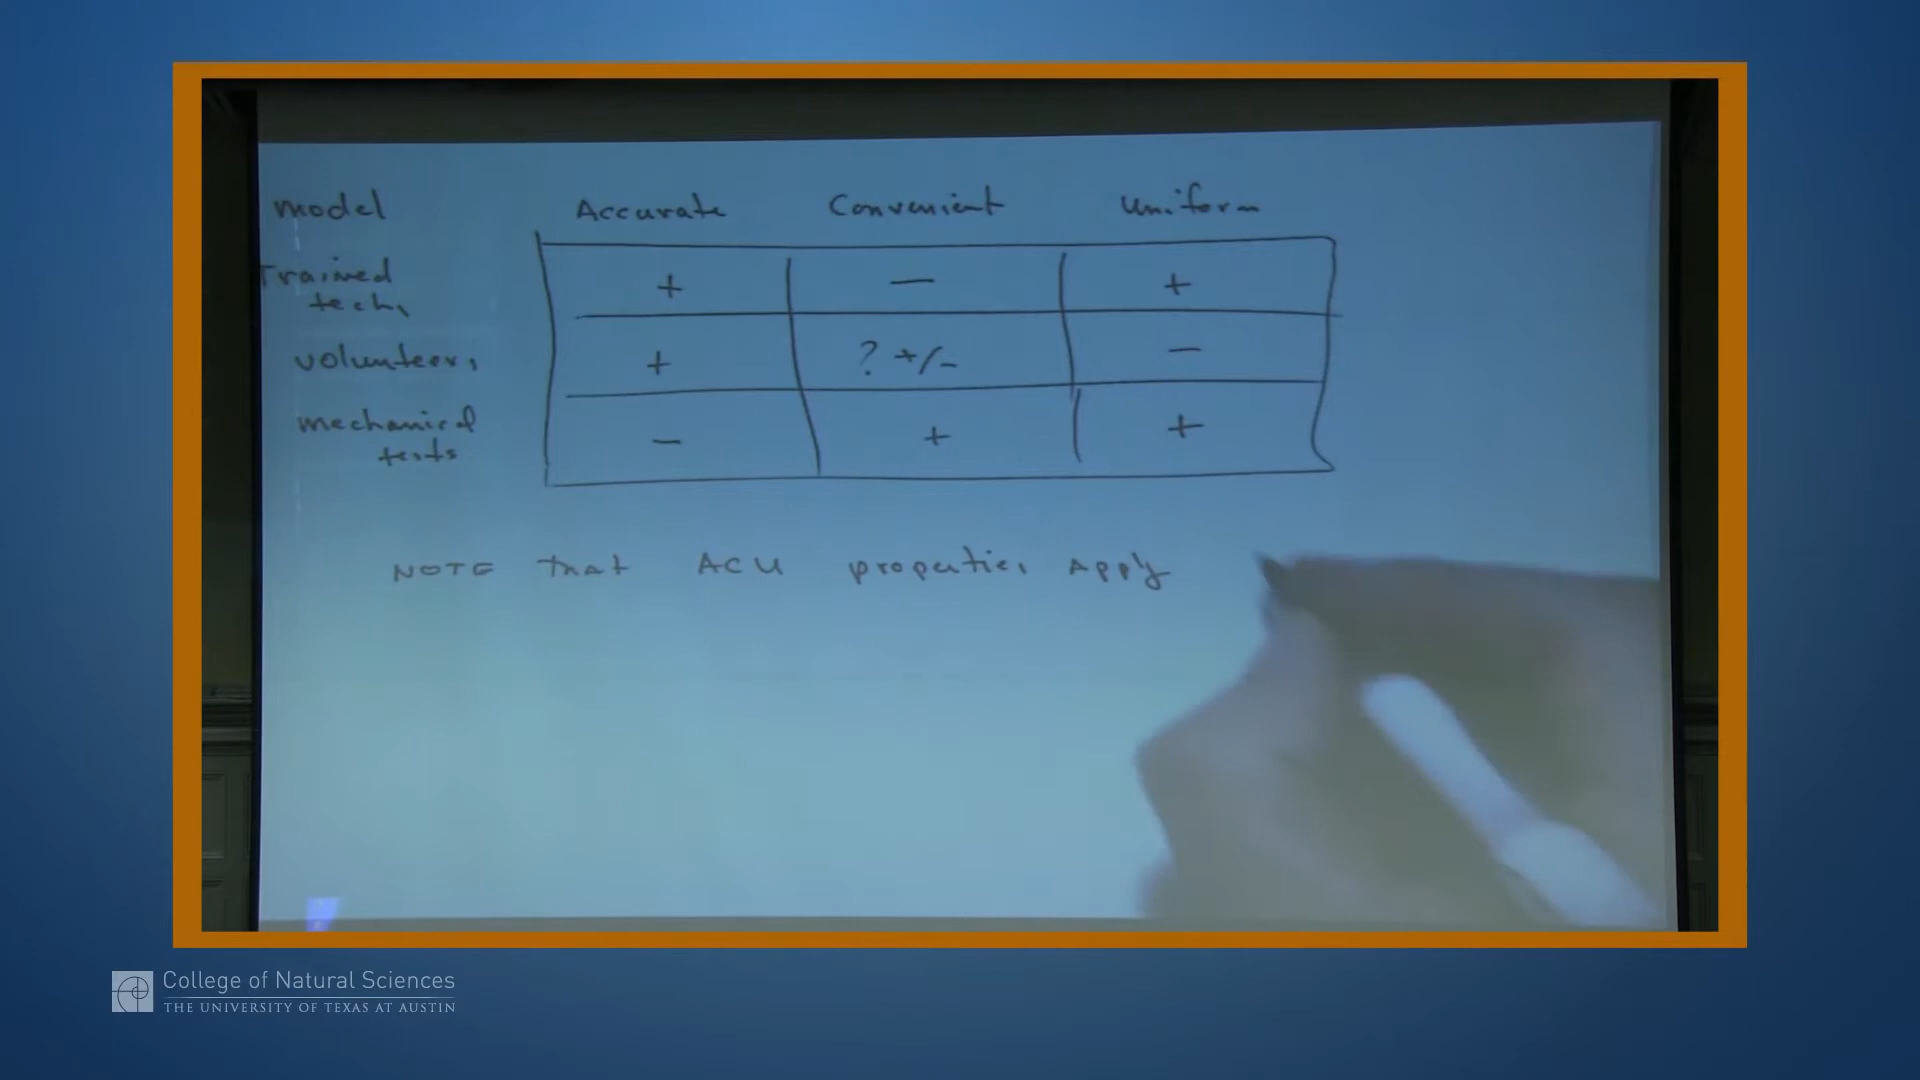 model Accurate Convenient Uniform
Trained + - +
techs
volunteers + ? +/- -
mechanical - + +
tests
NOTE that ACU properties Apply
College of Natural Sciences
THE UNIVERSITY OF TEXAS AT AUSTIN